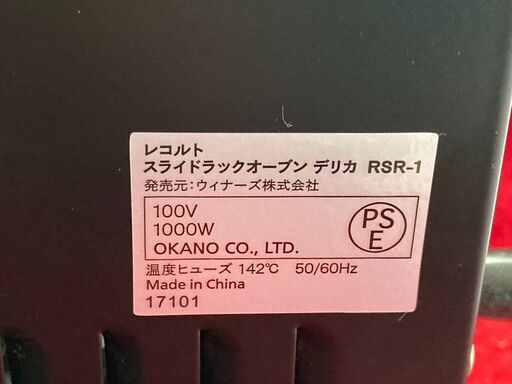 レコルト
スライドラックオーブン デリカ RSR-1
発売元:ウィナーズ株式会社
100V
1000W
OKANO CO., LTD.
PS
E
温度ヒューズ 142℃ 50/60Hz
Made in China
17101